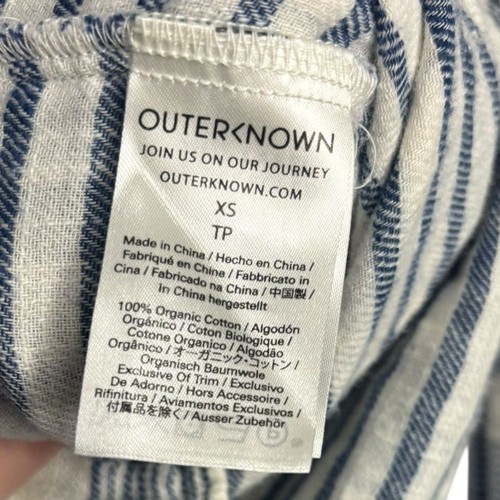 OUTERKNOWN
JOIN US ON OUR JOURNEY
OUTERKNOWN.COM
XS
TP
Made in China / Hecho en China /
Fabriqué en China / Fabbricato in
Cina / Fabricado na China / 中国製 /
In China hergestellt
100% Organic Cotton / Algodón
Orgánico / Coton Biologique /
Cotone Organico / Algodão
Orgânico / オーガニック・コットン /
Organisch Baumwolle
Exclusive Of Trim / Exclusivo
De Adorno / Hors Accessoire /
Rifinitura / Aviamentos Exclusivos /
付属品を除く / Ausser Zubehör